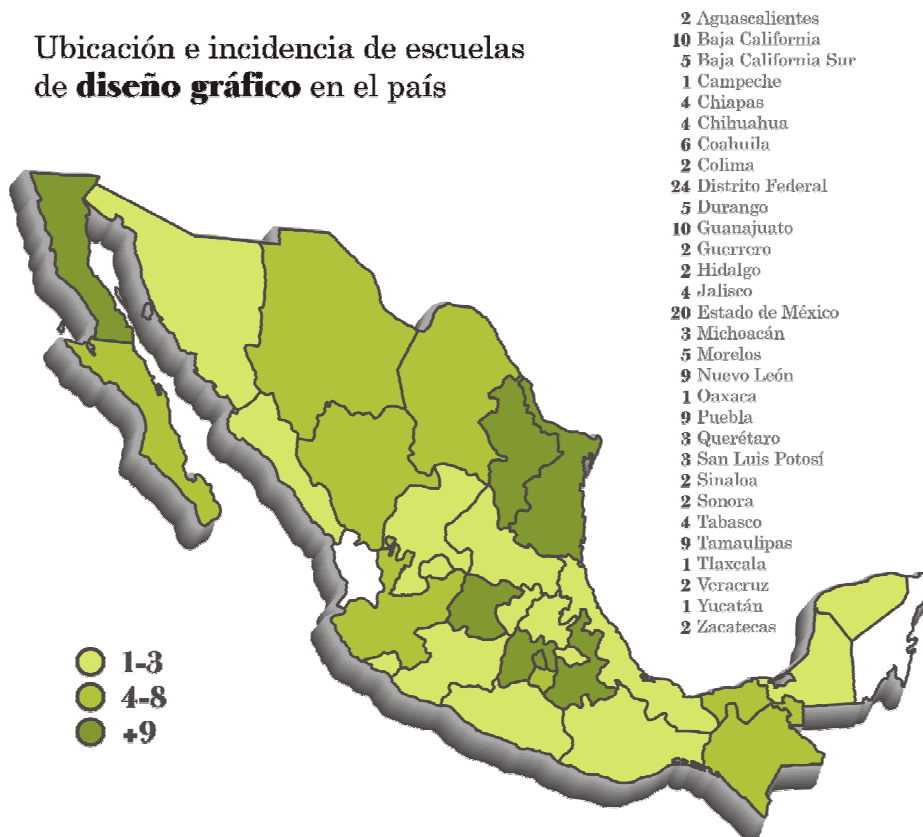 Ubicación e incidencia de escuelas
de diseño gráfico en el país
2 Aguascalientes
10 Baja California
5 Baja California Sur
1 Campeche
4 Chiapas
4 Chihuahua
6 Coahuila
2 Colima
24 Distrito Federal
5 Durango
10 Guanajuato
2 Guerrero
2 Hidalgo
4 Jalisco
20 Estado de México
3 Michoacán
5 Morelos
9 Nuevo León
1 Oaxaca
9 Puebla
3 Querétaro
3 San Luis Potosí
2 Sinaloa
2 Sonora
4 Tabasco
9 Tamaulipas
1 Tlaxcala
2 Veracruz
1 Yucatán
2 Zacatecas
1-3
4-8
+9